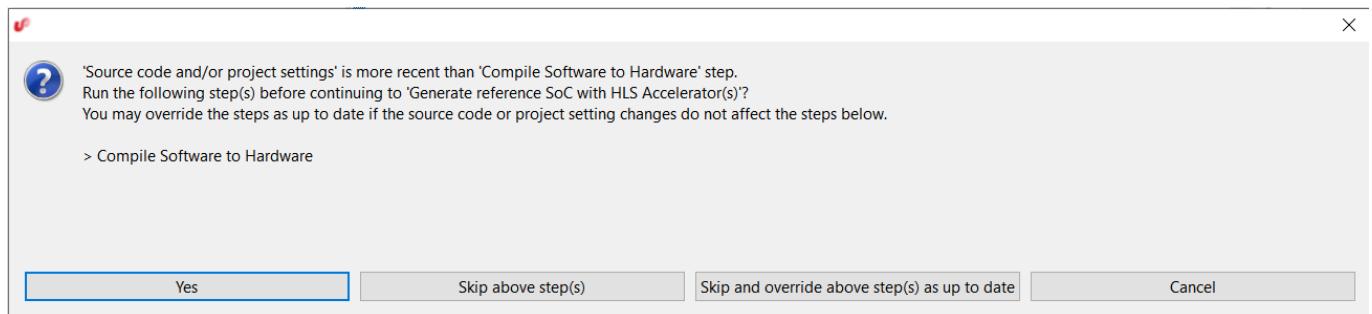 'Source code and/or project settings' is more recent than 'Compile Software to Hardware' step.
Run the following step(s) before continuing to 'Generate reference SoC with HLS Accelerator(s)'?
You may override the steps as up to date if the source code or project setting changes do not affect the steps below.
> Compile Software to Hardware
Yes
Skip above step(s)
Skip and override above step(s) as up to date
Cancel